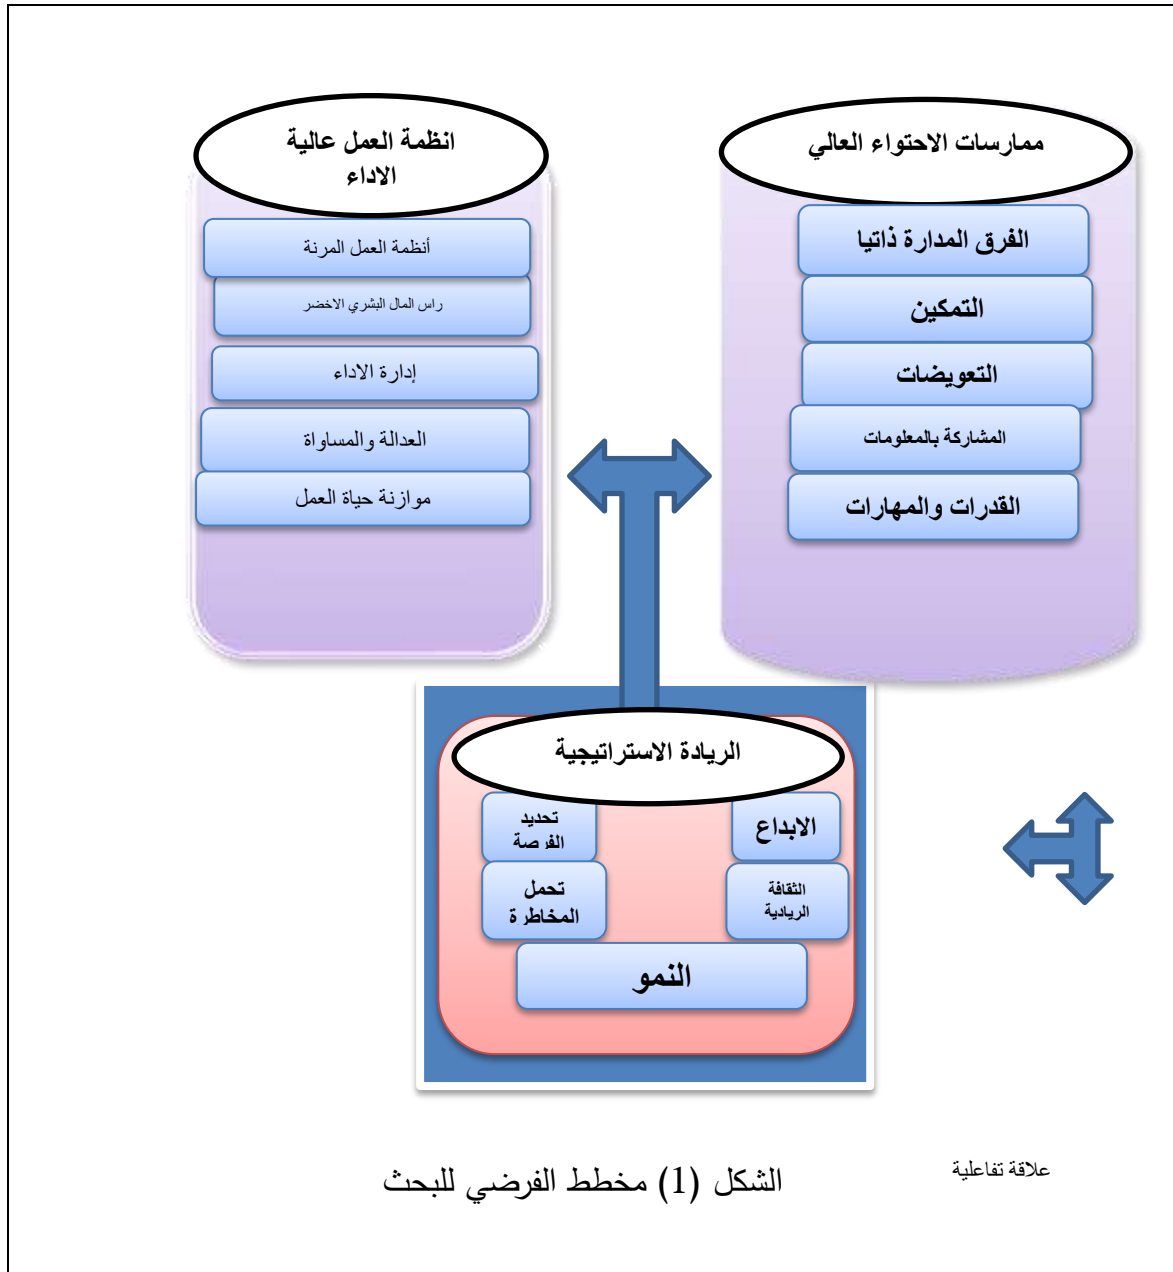 ممارسات الاحتواء العالي
الفرق المدارة ذاتيا
التمكين
التعويضات
المشاركة بالمعلومات
القدرات والمهارات
انظمة العمل عالية
الاداء
أنظمة العمل المرنة
راس المال البشري الاخضر
إدارة الاداء
العدالة والمساواة
موازنة حياة العمل
الريادة الاستراتيجية
الابداع
تحديد
الفرصة
الثقافة
الريادية
تحمل
المخاطرة
النمو
علاقة تفاعلية
الشكل (1) مخطط الفرضي للبحث